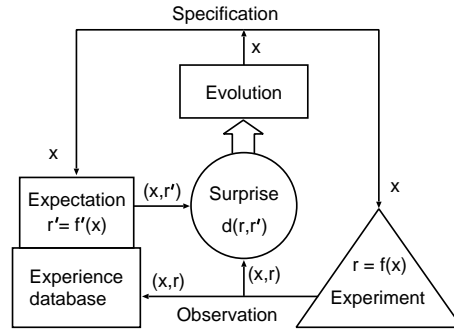 Specification
x
Evolution
x
x
(x,r′)
Expectation
r′= f′(x)
Surprise
d(r,r′)
r = f(x)
Experiment
Experience
database
(x,r)
(x,r)
Observation